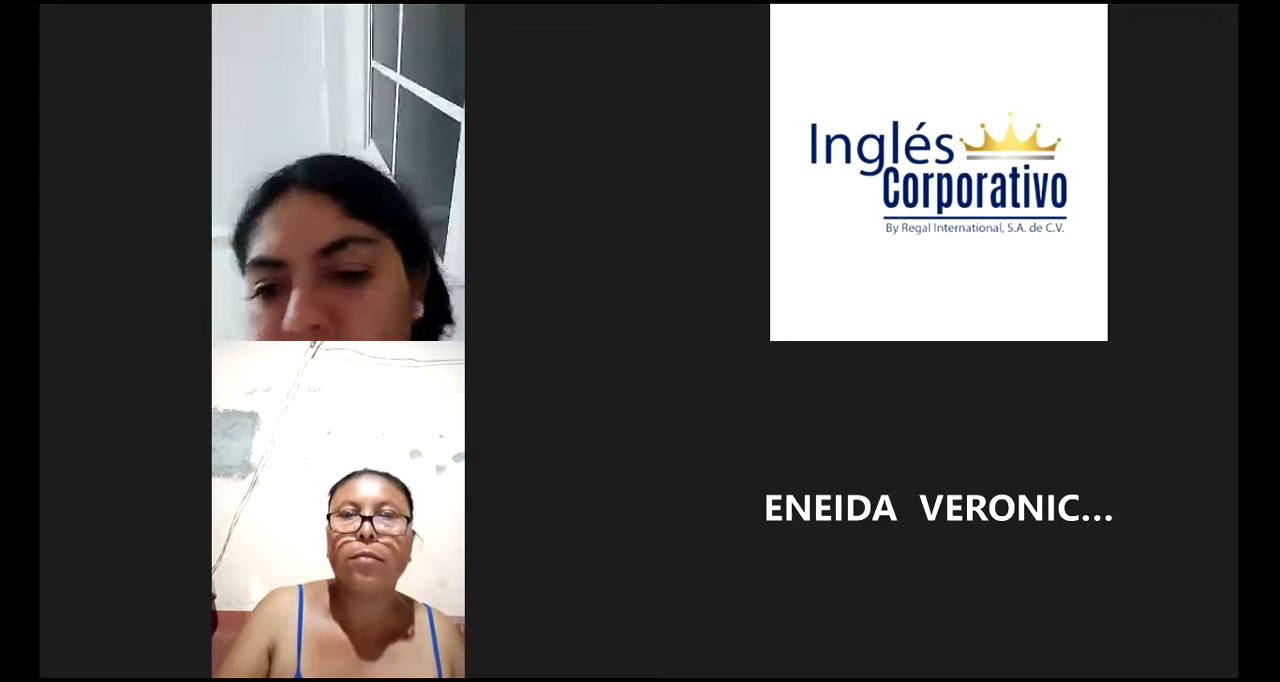 Inglés
Corporativo
By Regal International, S.A. de C.V.
ENEIDA VERONIC...